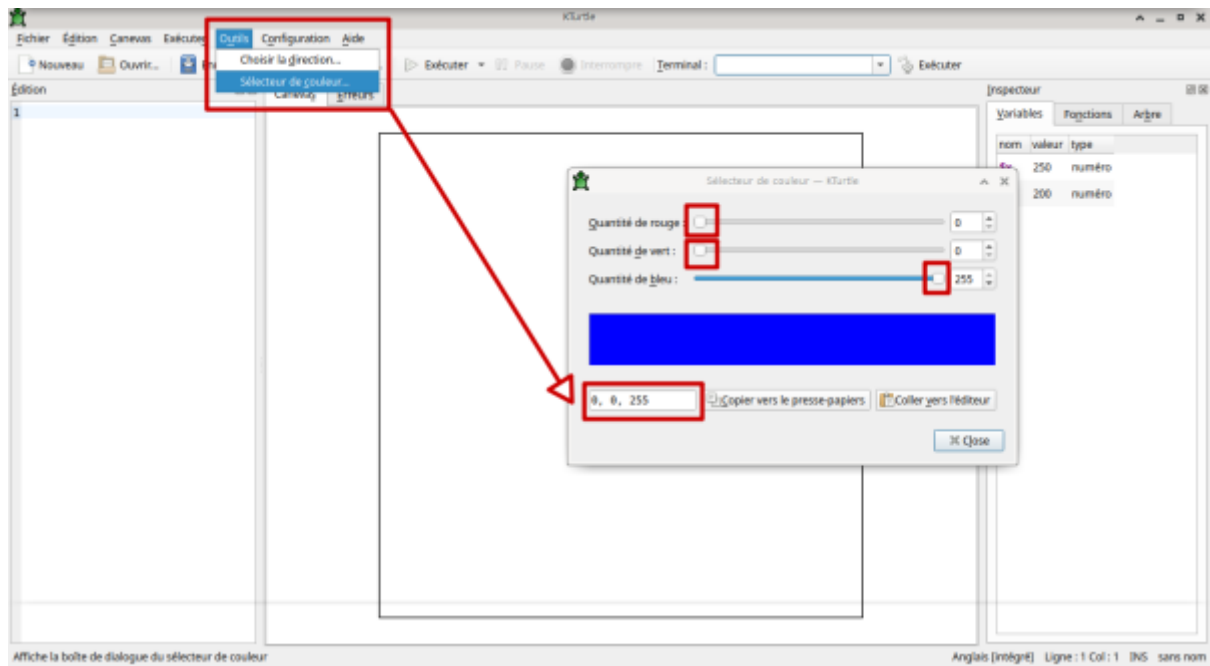 KTurtle
Fichier Édition Canevas Exécuter Outils Configuration Aide
Nouveau Ouvrir... Exécuter Pause Interrompre Terminal : Exécuter
Choisir la direction...
Sélecteur de couleur...
Édition
Canevas Erreurs
Inspecteur
1
Variables Fonctions Arbre
nom valeur type
250 numéro
200 numéro
Sélecteur de couleur — KTurtle
Quantité de rouge : 0
Quantité de vert : 0
Quantité de bleu : 255
0, 0, 255 Copier vers le presse-papiers Coller vers l'éditeur
Close
Affiche la boîte de dialogue du sélecteur de couleur
Anglais [intégré] Ligne : 1 Col : 1 INS sans nom